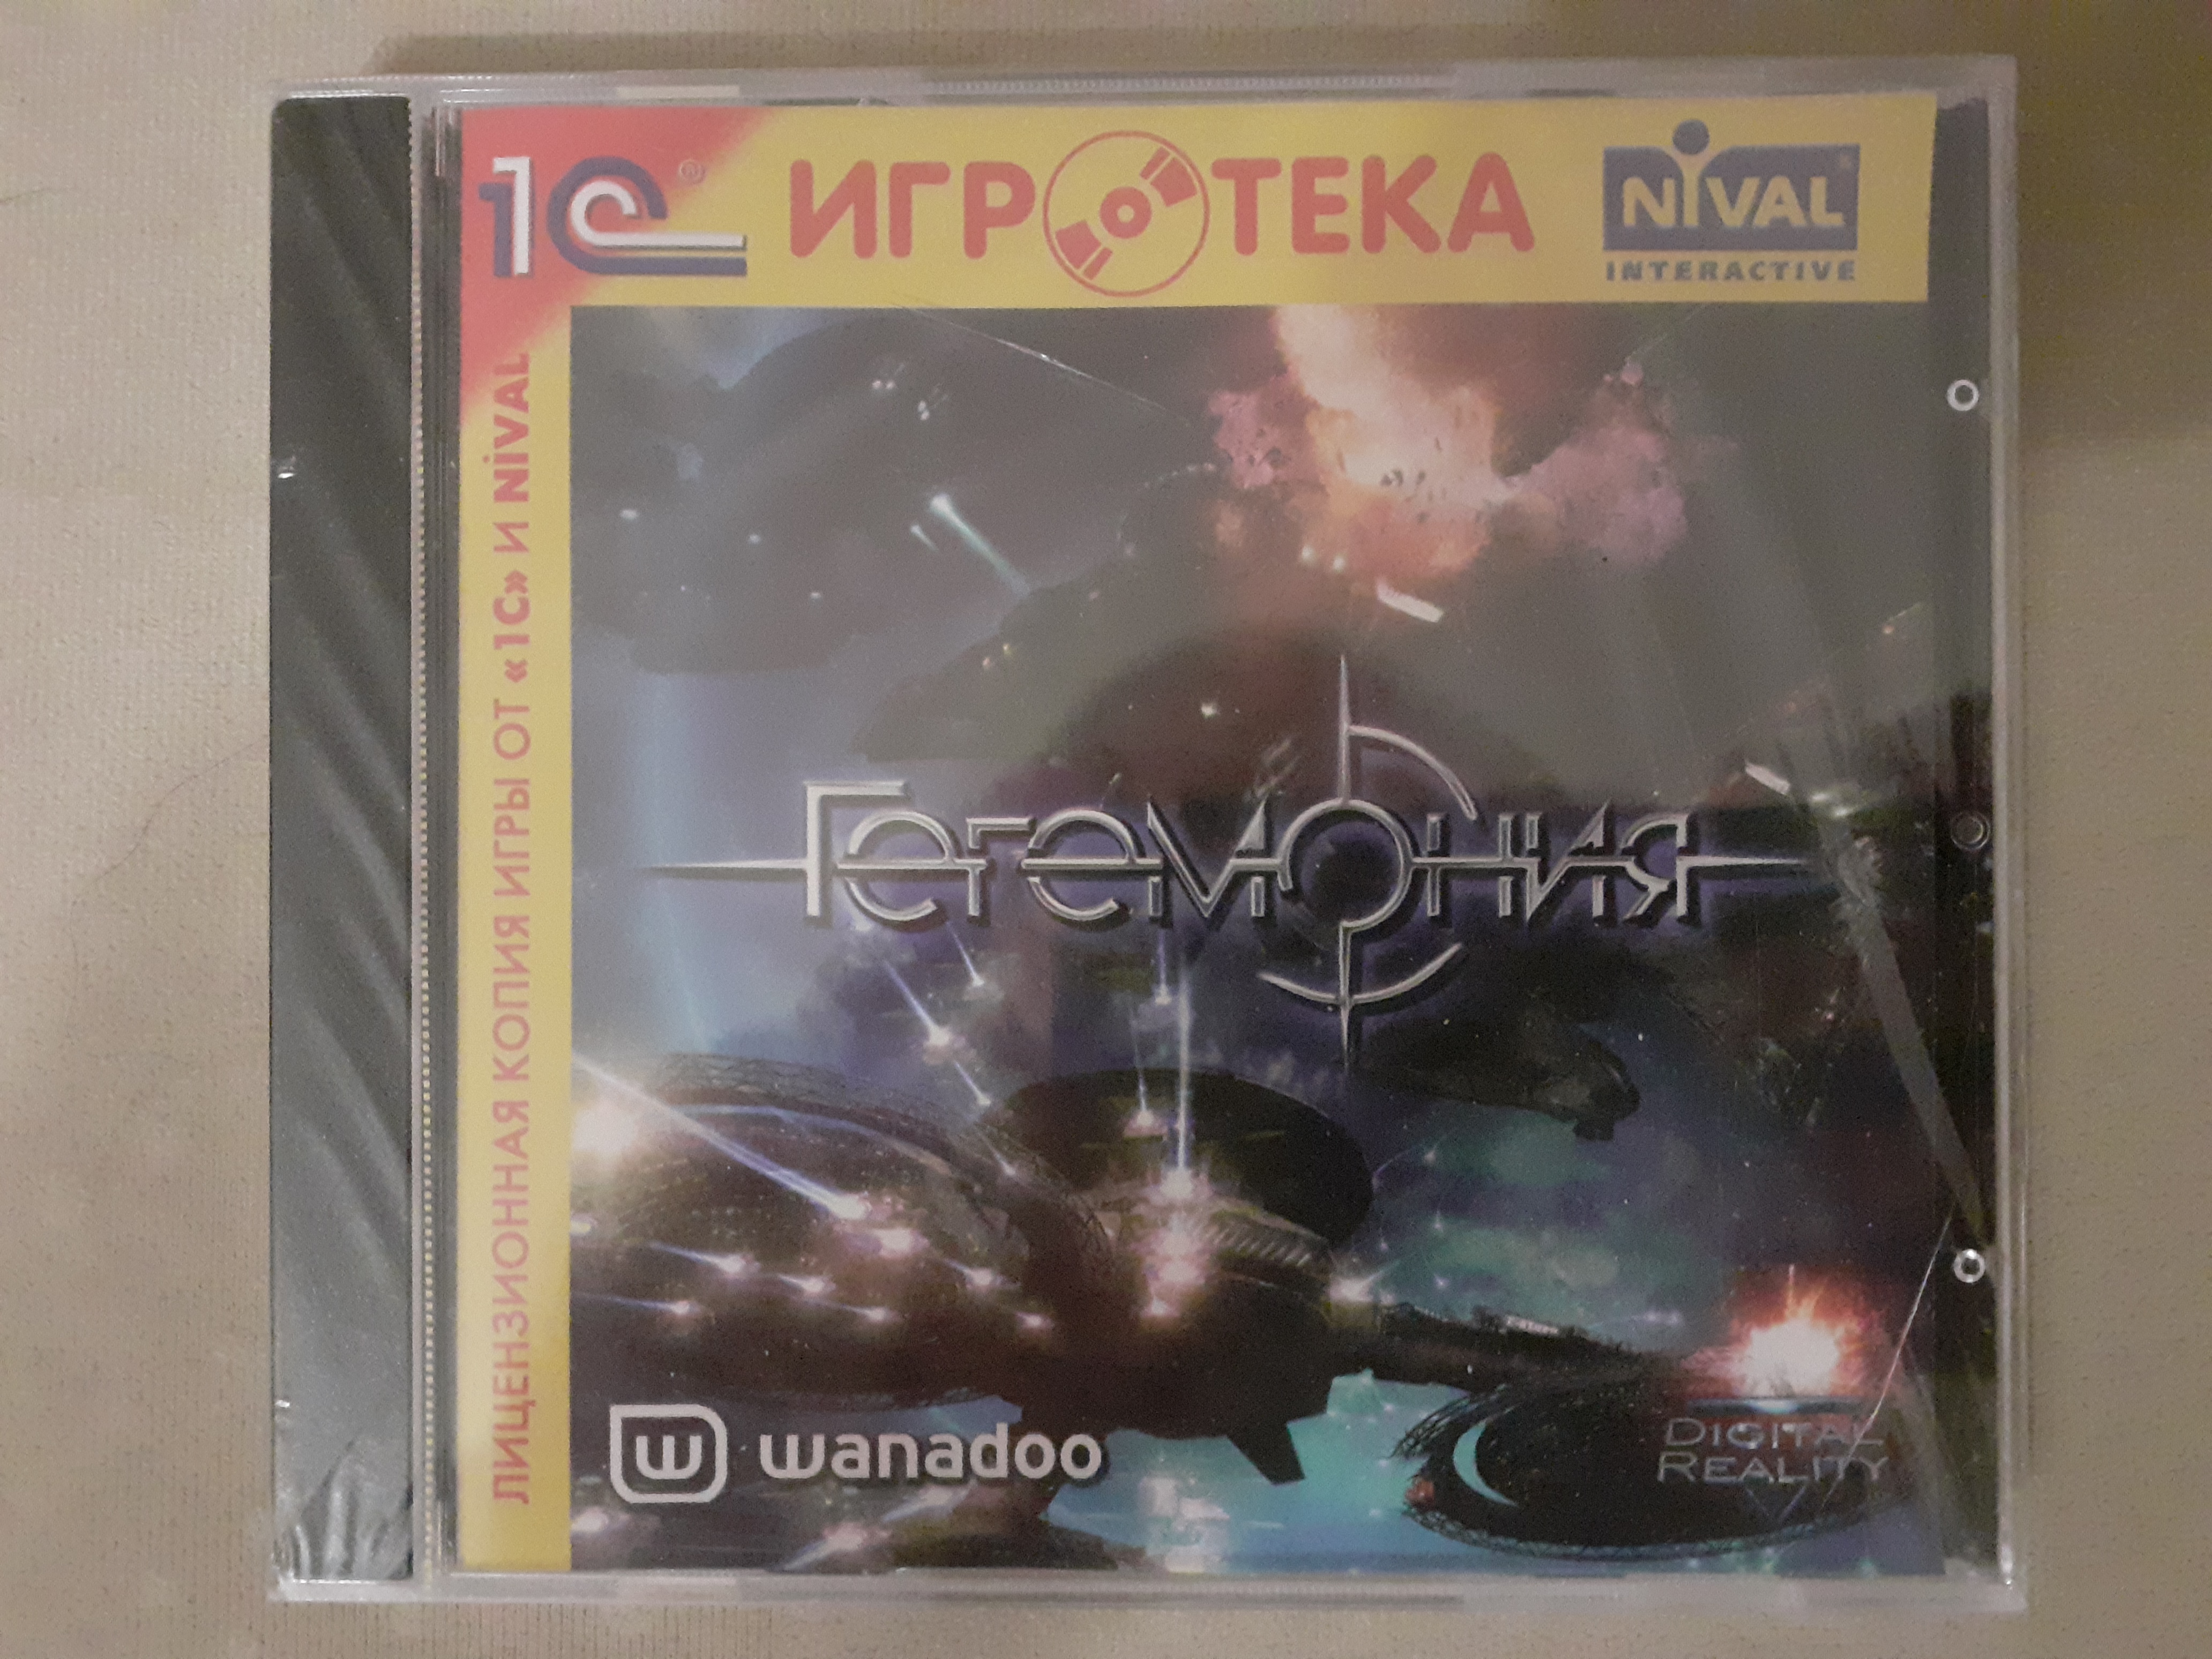 1С®
ИГРОТЕКА
NIVAL
INTERACTIVE
ЛИЦЕНЗИОННАЯ КОПИЯ ИГРЫ ОТ «1С» И NIVAL
Гегемония
w wanadoo
DIGITAL
REALITY